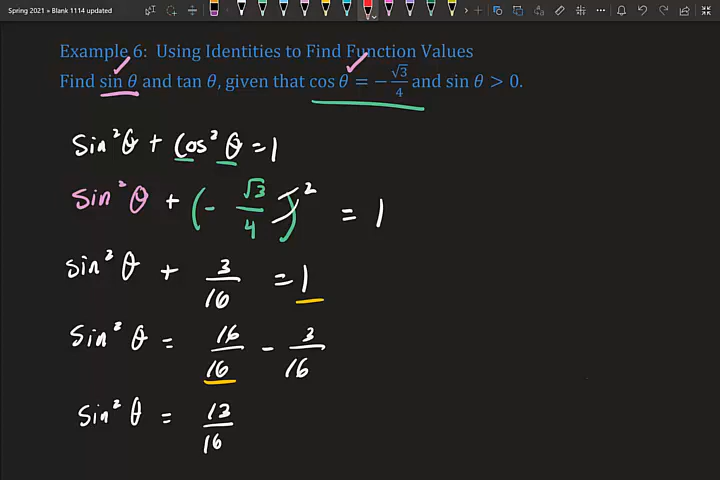 Spring 2021 » Blank 1114 updated
Example 6: Using Identities to Find Function Values
Find sin θ and tan θ, given that cos θ = −√3/4 and sin θ > 0.
Sin²θ + Cos²θ = 1
Sin²θ + (−√3/4)² = 1
Sin²θ + 3/16 = 1
Sin²θ = 16/16 − 3/16
Sin²θ = 13/16